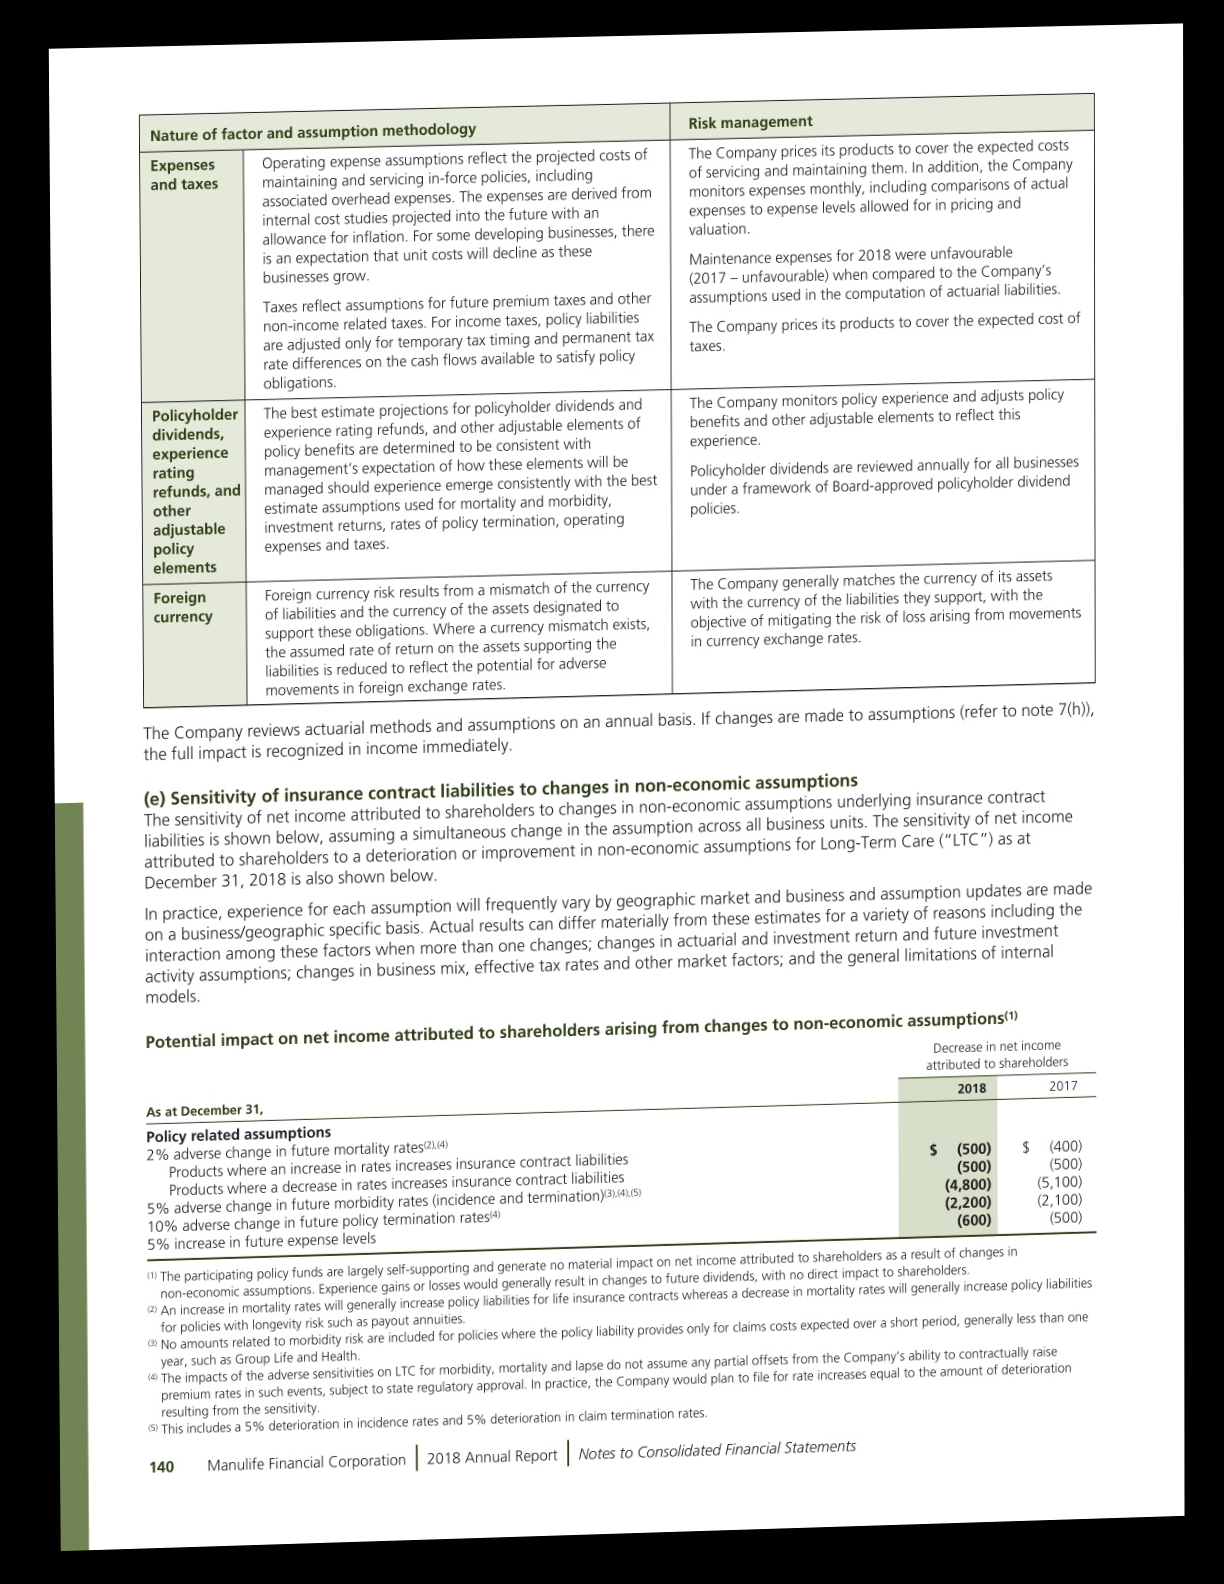 Nature of factor and assumption methodology
Risk management
Expenses
and taxes
Operating expense assumptions reflect the projected costs of
maintaining and servicing in-force policies, including
associated overhead expenses. The expenses are derived from
internal cost studies projected into the future with an
allowance for inflation. For some developing businesses, there
is an expectation that unit costs will decline as these
businesses grow.
Taxes reflect assumptions for future premium taxes and other
non-income related taxes. For income taxes, policy liabilities
are adjusted only for temporary tax timing and permanent tax
rate differences on the cash flows available to satisfy policy
obligations.
The Company prices its products to cover the expected costs
of servicing and maintaining them. In addition, the Company
monitors expenses monthly, including comparisons of actual
expenses to expense levels allowed for in pricing and
valuation.
Maintenance expenses for 2018 were unfavourable
(2017 – unfavourable) when compared to the Company's
assumptions used in the computation of actuarial liabilities.
The Company prices its products to cover the expected cost of
taxes.
Policyholder
dividends,
experience
rating
refunds, and
other
adjustable
policy
elements
The best estimate projections for policyholder dividends and
experience rating refunds, and other adjustable elements of
policy benefits are determined to be consistent with
management's expectation of how these elements will be
managed should experience emerge consistently with the best
estimate assumptions used for mortality and morbidity,
investment returns, rates of policy termination, operating
expenses and taxes.
The Company monitors policy experience and adjusts policy
benefits and other adjustable elements to reflect this
experience.
Policyholder dividends are reviewed annually for all businesses
under a framework of Board-approved policyholder dividend
policies.
Foreign
currency
Foreign currency risk results from a mismatch of the currency
of liabilities and the currency of the assets designated to
support these obligations. Where a currency mismatch exists,
the assumed rate of return on the assets supporting the
liabilities is reduced to reflect the potential for adverse
movements in foreign exchange rates.
The Company generally matches the currency of its assets
with the currency of the liabilities they support, with the
objective of mitigating the risk of loss arising from movements
in currency exchange rates.
The Company reviews actuarial methods and assumptions on an annual basis. If changes are made to assumptions (refer to note 7(h)),
the full impact is recognized in income immediately.
(e) Sensitivity of insurance contract liabilities to changes in non-economic assumptions
The sensitivity of net income attributed to shareholders to changes in non-economic assumptions underlying insurance contract
liabilities is shown below, assuming a simultaneous change in the assumption across all business units. The sensitivity of net income
attributed to shareholders to a deterioration or improvement in non-economic assumptions for Long-Term Care ("LTC") as at
December 31, 2018 is also shown below.
In practice, experience for each assumption will frequently vary by geographic market and business and assumption updates are made
on a business/geographic specific basis. Actual results can differ materially from these estimates for a variety of reasons including the
interaction among these factors when more than one changes; changes in actuarial and investment return and future investment
activity assumptions; changes in business mix, effective tax rates and other market factors; and the general limitations of internal
models.
Potential impact on net income attributed to shareholders arising from changes to non-economic assumptions(1)
Decrease in net income
attributed to shareholders
As at December 31, 2018 2017
Policy related assumptions
2% adverse change in future mortality rates(2),(4)
Products where an increase in rates increases insurance contract liabilities $ (500) $ (400)
Products where a decrease in rates increases insurance contract liabilities (500) (500)
5% adverse change in future morbidity rates (incidence and termination)(3),(4),(5) (4,800) (5,100)
10% adverse change in future policy termination rates(4) (2,200) (2,100)
5% increase in future expense levels (600) (500)
(1) The participating policy funds are largely self-supporting and generate no material impact on net income attributed to shareholders as a result of changes in
non-economic assumptions. Experience gains or losses would generally result in changes to future dividends, with no direct impact to shareholders.
(2) An increase in mortality rates will generally increase policy liabilities for life insurance contracts whereas a decrease in mortality rates will generally increase policy liabilities
for policies with longevity risk such as payout annuities.
(3) No amounts related to morbidity risk are included for policies where the policy liability provides only for claims costs expected over a short period, generally less than one
year, such as Group Life and Health.
(4) The impacts of the adverse sensitivities on LTC for morbidity, mortality and lapse do not assume any partial offsets from the Company's ability to contractually raise
premium rates in such events, subject to state regulatory approval. In practice, the Company would plan to file for rate increases equal to the amount of deterioration
resulting from the sensitivity.
(5) This includes a 5% deterioration in incidence rates and 5% deterioration in claim termination rates.
140 Manulife Financial Corporation | 2018 Annual Report | Notes to Consolidated Financial Statements